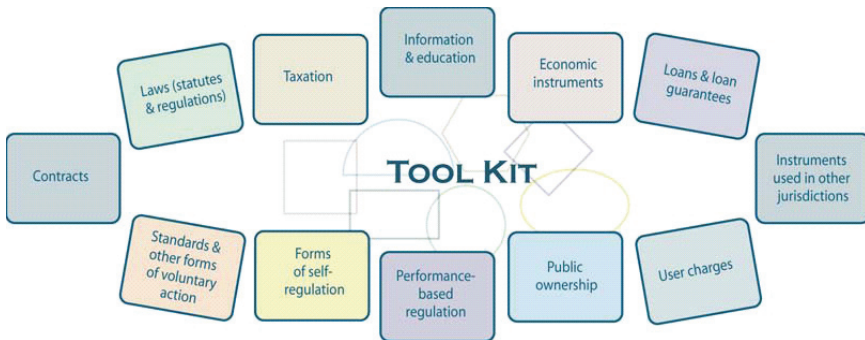 Information
& education
Taxation
Economic
instruments
Laws (statutes
& regulations)
Loans & loan
guarantees
Contracts
TOOL KIT
Instruments
used in other
jurisdictions
Standards &
other forms
of voluntary
action
Forms
of self-
regulation
Performance-
based
regulation
Public
ownership
User charges